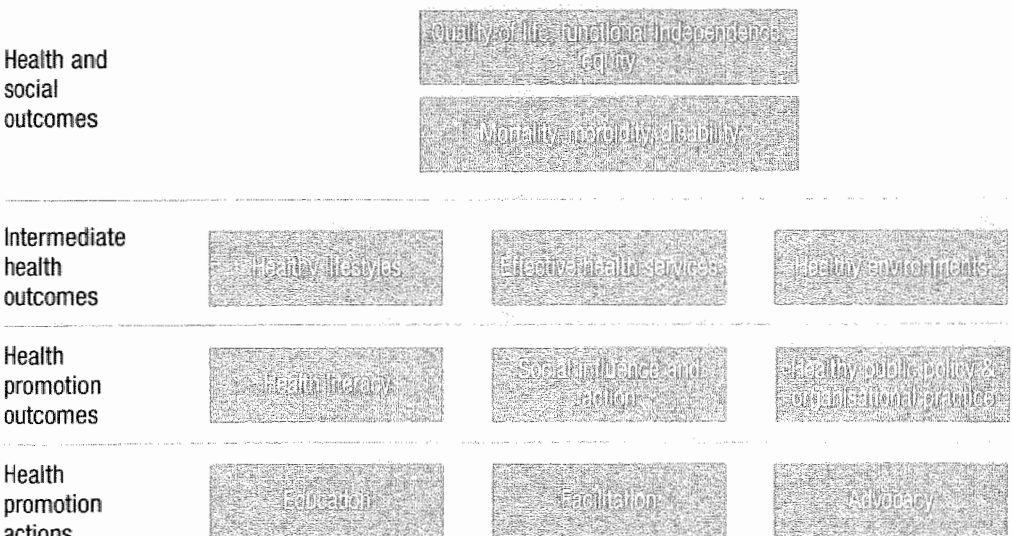 Health and
social
outcomes
Quality of life, functional independence,
equity
Mortality, morbidity, disability
Intermediate
health
outcomes
Healthy lifestyles
Effective health services
Healthy environments
Health
promotion
outcomes
Health literacy
Social influence and
action
Healthy public policy &
organisational practice
Health
promotion
actions
Education
Facilitation
Advocacy